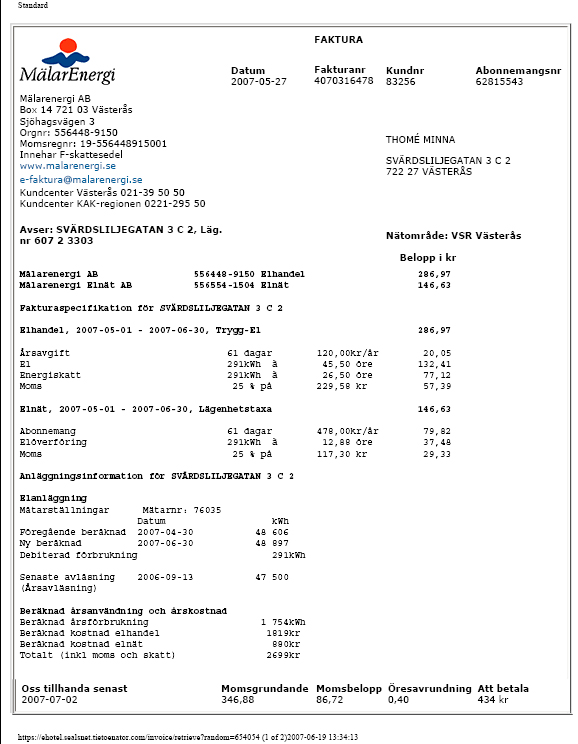 Standard
FAKTURA
MälarEnergi
Datum Fakturanr Kundnr Abonnemangsnr
2007-05-27 4070316478 83256 62815543
Mälarenergi AB
Box 14 721 03 Västerås
Sjöhagsvägen 3
Orgnr: 556448-9150
Momsregnr: 19-556448915001
Innehar F-skattesedel
www.malarenergi.se
e-faktura@malarenergi.se
Kundcenter Västerås 021-39 50 50
Kundcenter KAK-regionen 0221-295 50
THOMÉ MINNA
SVÄRDSLILJEGATAN 3 C 2
722 27 VÄSTERÅS
Avser: SVÄRDSLILJEGATAN 3 C 2, Läg.
nr 607 2 3303
Nätområde: VSR Västerås
Belopp i kr
Mälarenergi AB 556448-9150 Elhandel 286,97
Mälarenergi Elnät AB 556554-1504 Elnät 146,63
Fakturaspecifikation för SVÄRDSLILJEGATAN 3 C 2
Elhandel, 2007-05-01 - 2007-06-30, Trygg-El 286,97
Årsavgift 61 dagar 120,00kr/år 20,05
El 291kWh à 45,50 öre 132,41
Energiskatt 291kWh à 26,50 öre 77,12
Moms 25 % på 229,58 kr 57,39
Elnät, 2007-05-01 - 2007-06-30, Lägenhetstaxa 146,63
Abonnemang 61 dagar 478,00kr/år 79,82
Elöverföring 291kWh à 12,88 öre 37,48
Moms 25 % på 117,30 kr 29,33
Anläggningsinformation för SVÄRDSLILJEGATAN 3 C 2
Elanläggning
Mätarställningar Mätarnr: 76035
Datum kWh
Föregående beräknad 2007-04-30 48 606
Ny beräknad 2007-06-30 48 897
Debiterad förbrukning 291kWh
Senaste avläsning 2006-09-13 47 500
(Årsavläsning)
Beräknad årsanvändning och årskostnad
Beräknad årsförbrukning 1 754kWh
Beräknad kostnad elhandel 1819kr
Beräknad kostnad elnät 880kr
Totalt (inkl moms och skatt) 2699kr
Oss tillhanda senast Momsgrundande Momsbelopp Öresavrundning Att betala
2007-07-02 346,88 86,72 0,40 434 kr
https://ehotel.sealsnet.tietoenator.com/invoice/retrieve?random=654054 (1 of 2)2007-06-19 13:34:13